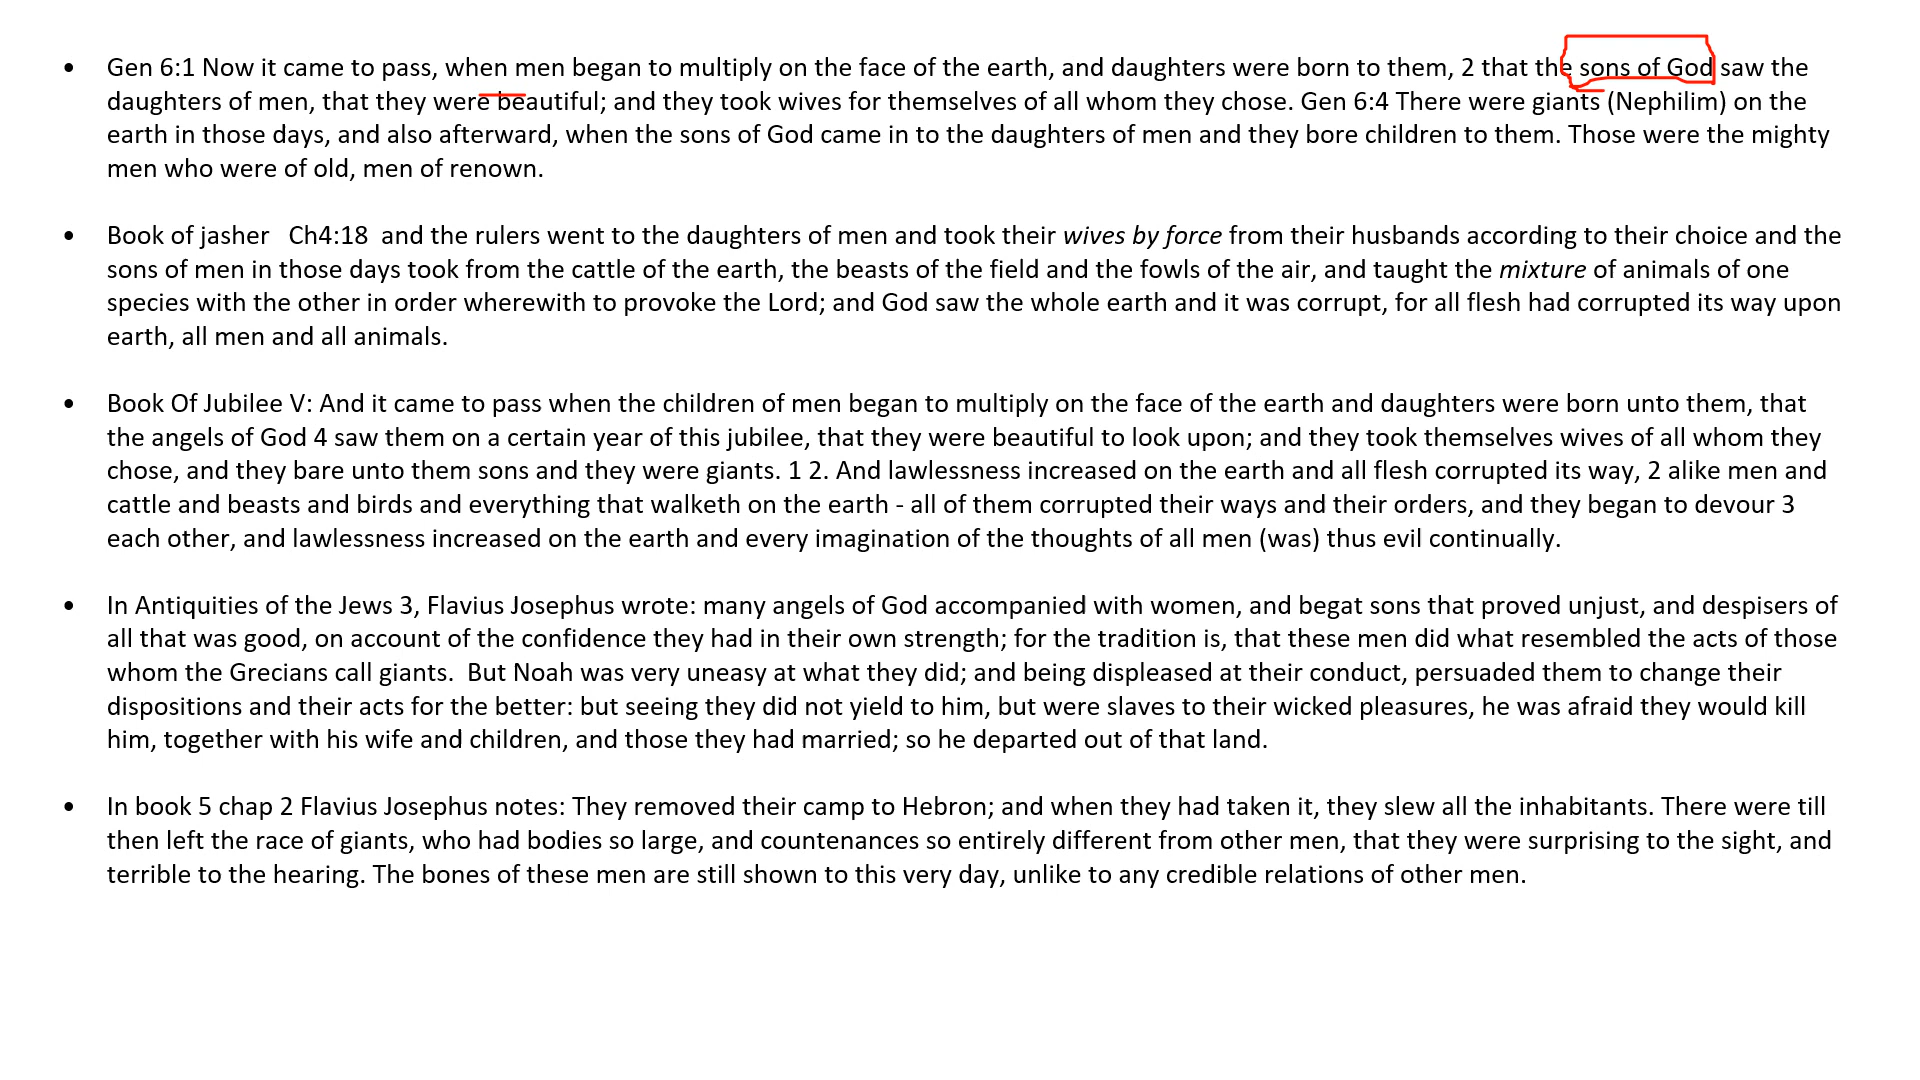 • Gen 6:1 Now it came to pass, when men began to multiply on the face of the earth, and daughters were born to them, 2 that the sons of God saw the
daughters of men, that they were beautiful; and they took wives for themselves of all whom they chose. Gen 6:4 There were giants (Nephilim) on the
earth in those days, and also afterward, when the sons of God came in to the daughters of men and they bore children to them. Those were the mighty
men who were of old, men of renown.
• Book of jasher   Ch4:18  and the rulers went to the daughters of men and took their wives by force from their husbands according to their choice and the
sons of men in those days took from the cattle of the earth, the beasts of the field and the fowls of the air, and taught the mixture of animals of one
species with the other in order wherewith to provoke the Lord; and God saw the whole earth and it was corrupt, for all flesh had corrupted its way upon
earth, all men and all animals.
• Book Of Jubilee V: And it came to pass when the children of men began to multiply on the face of the earth and daughters were born unto them, that
the angels of God 4 saw them on a certain year of this jubilee, that they were beautiful to look upon; and they took themselves wives of all whom they
chose, and they bare unto them sons and they were giants. 1 2. And lawlessness increased on the earth and all flesh corrupted its way, 2 alike men and
cattle and beasts and birds and everything that walketh on the earth - all of them corrupted their ways and their orders, and they began to devour 3
each other, and lawlessness increased on the earth and every imagination of the thoughts of all men (was) thus evil continually.
• In Antiquities of the Jews 3, Flavius Josephus wrote: many angels of God accompanied with women, and begat sons that proved unjust, and despisers of
all that was good, on account of the confidence they had in their own strength; for the tradition is, that these men did what resembled the acts of those
whom the Grecians call giants.  But Noah was very uneasy at what they did; and being displeased at their conduct, persuaded them to change their
dispositions and their acts for the better: but seeing they did not yield to him, but were slaves to their wicked pleasures, he was afraid they would kill
him, together with his wife and children, and those they had married; so he departed out of that land.
• In book 5 chap 2 Flavius Josephus notes: They removed their camp to Hebron; and when they had taken it, they slew all the inhabitants. There were till
then left the race of giants, who had bodies so large, and countenances so entirely different from other men, that they were surprising to the sight, and
terrible to the hearing. The bones of these men are still shown to this very day, unlike to any credible relations of other men.